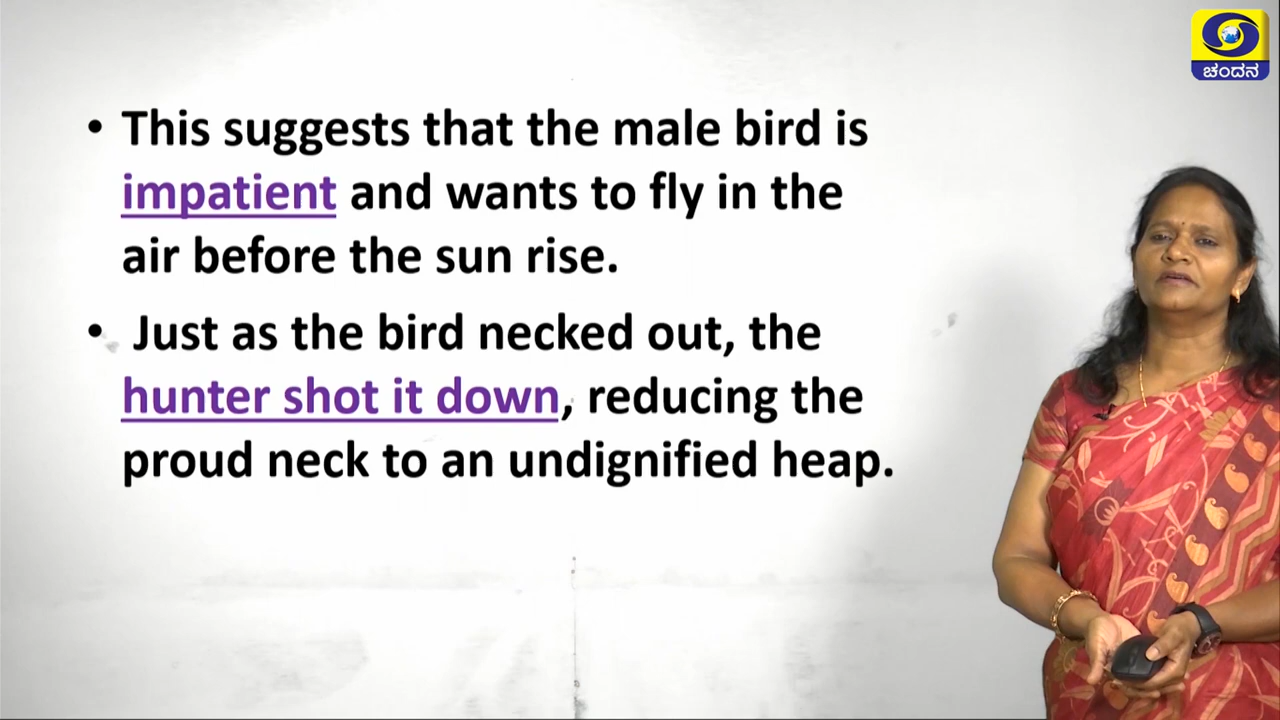 ಚಂದನ
• This suggests that the male bird is
impatient and wants to fly in the
air before the sun rise.
• Just as the bird necked out, the
hunter shot it down, reducing the
proud neck to an undignified heap.